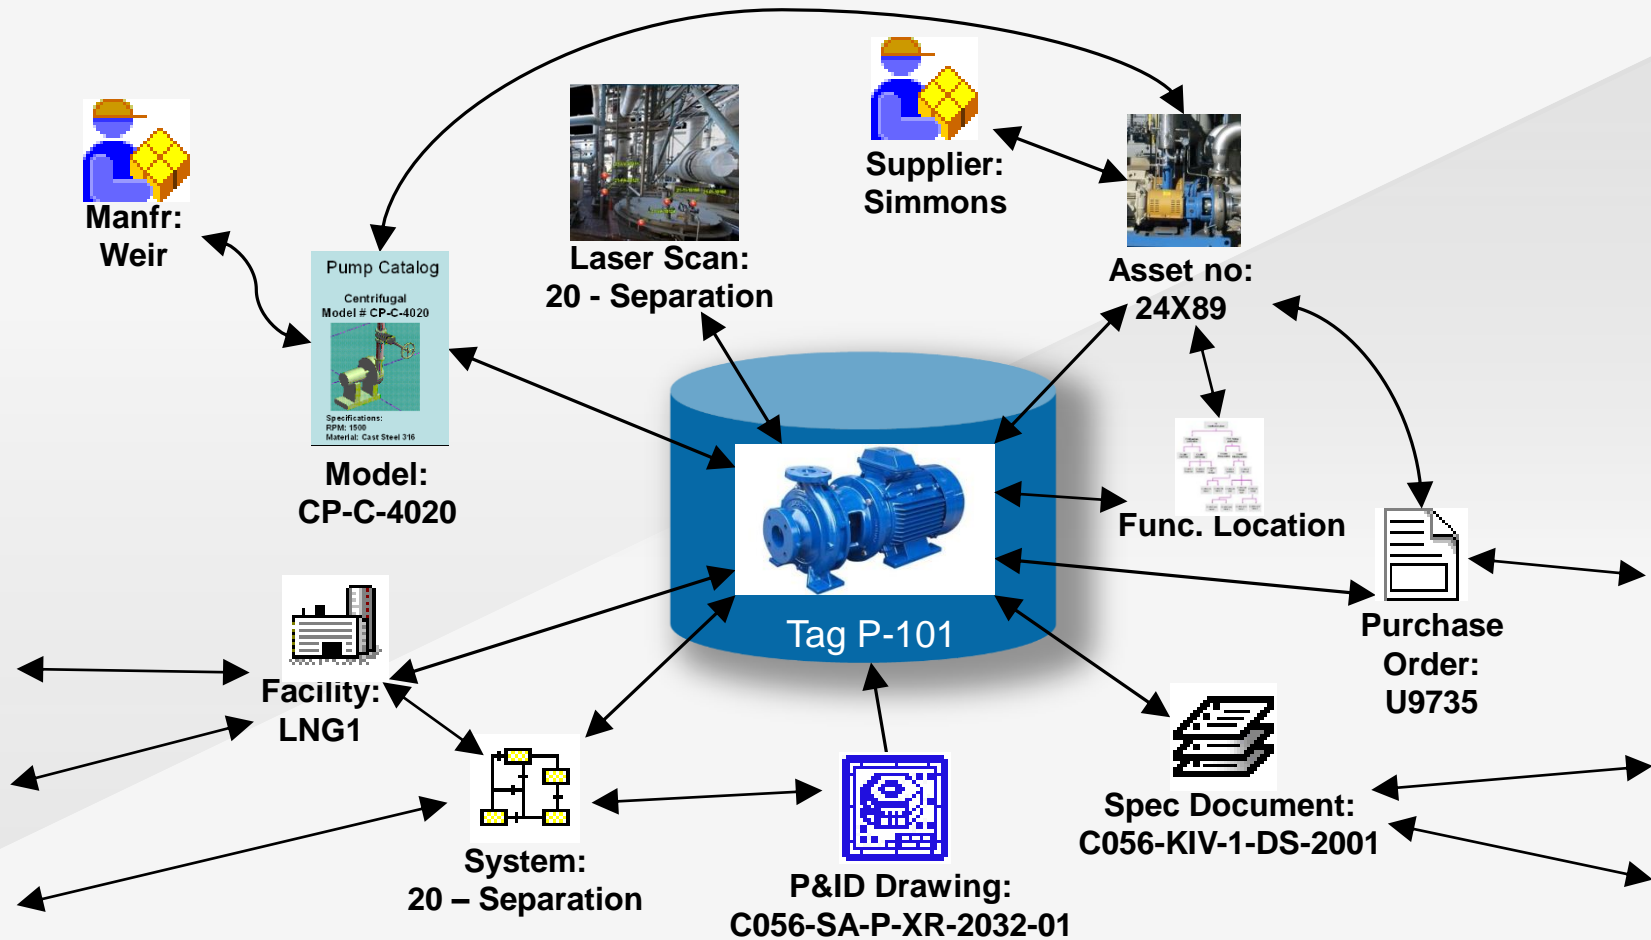 Manfr:
Weir
Pump Catalog
Centrifugal
Model # CP-C-4020
Specifications:
RPM: 1500
Material: Cast Steel 316
Model:
CP-C-4020
Laser Scan:
20 - Separation
Supplier:
Simmons
Asset no:
24X89
Func. Location
Tag P-101
Purchase
Order:
U9735
Facility:
LNG1
System:
20 – Separation
P&ID Drawing:
C056-SA-P-XR-2032-01
Spec Document:
C056-KIV-1-DS-2001